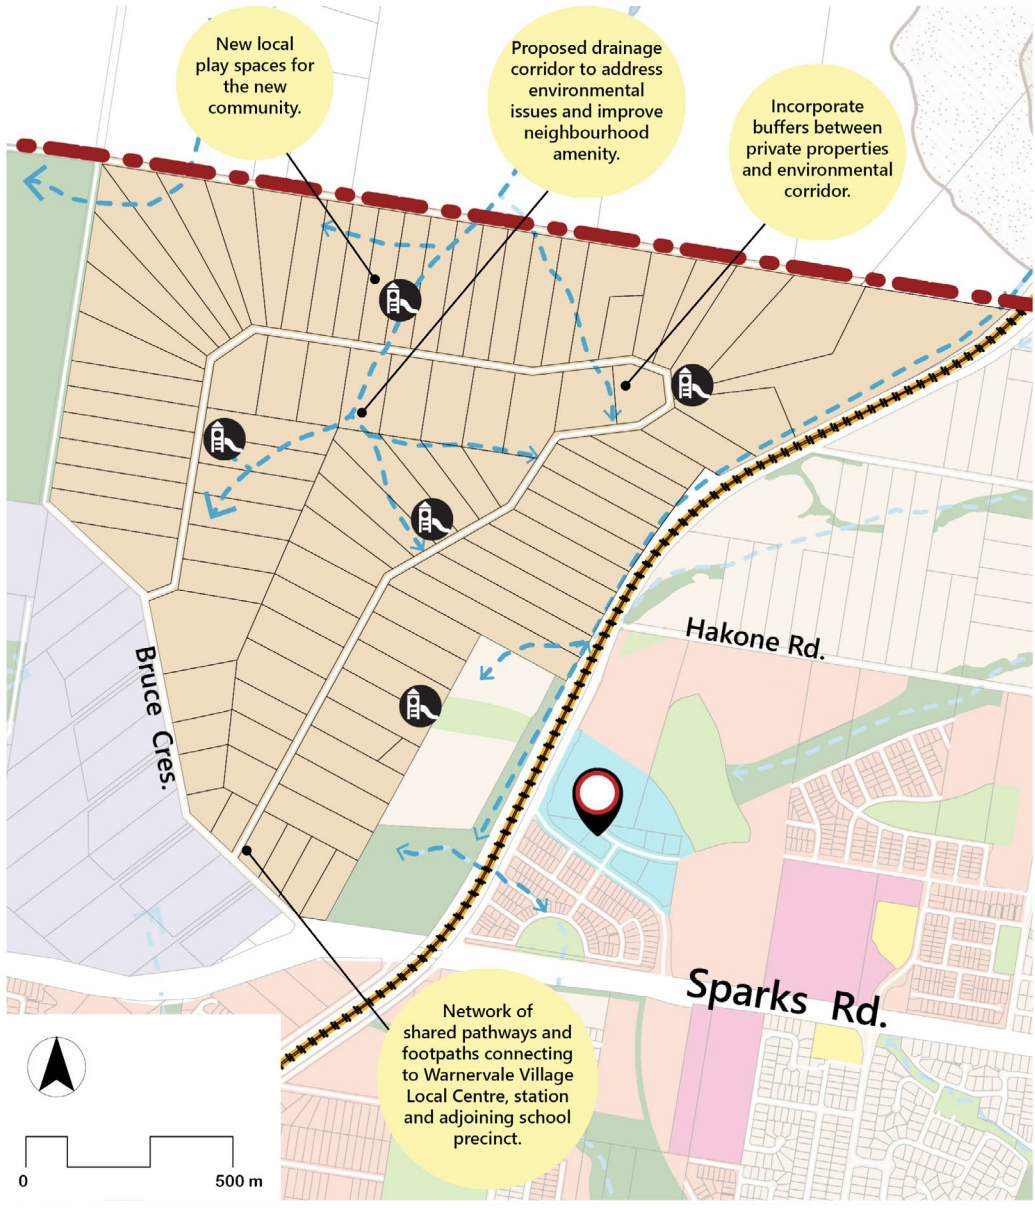 New local
play spaces for
the new
community.
Proposed drainage
corridor to address
environmental
issues and improve
neighbourhood
amenity.
Incorporate
buffers between
private properties
and environmental
corridor.
Hakone Rd.
Bruce Cres.
Sparks Rd.
Network of
shared pathways and
footpaths connecting
to Warnervale Village
Local Centre, station
and adjoining school
precinct.
0 500 m